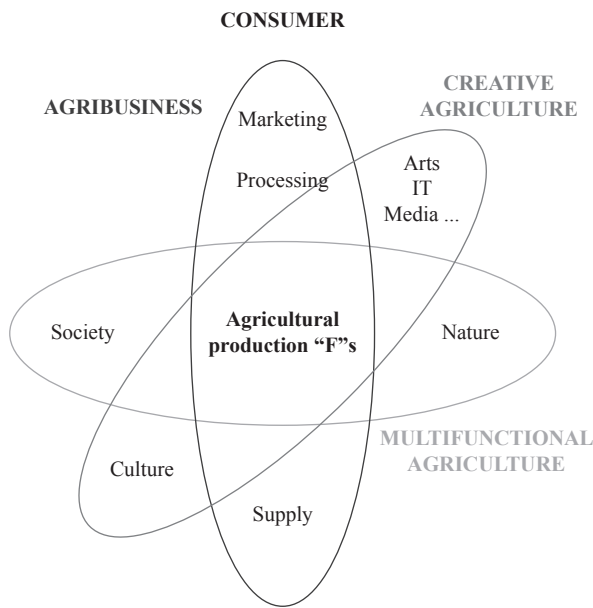 CONSUMER
AGRIBUSINESS
CREATIVE
AGRICULTURE
Marketing
Processing
Arts
IT
Media ...
Society
Agricultural
production “F”s
Nature
MULTIFUNCTIONAL
AGRICULTURE
Culture
Supply